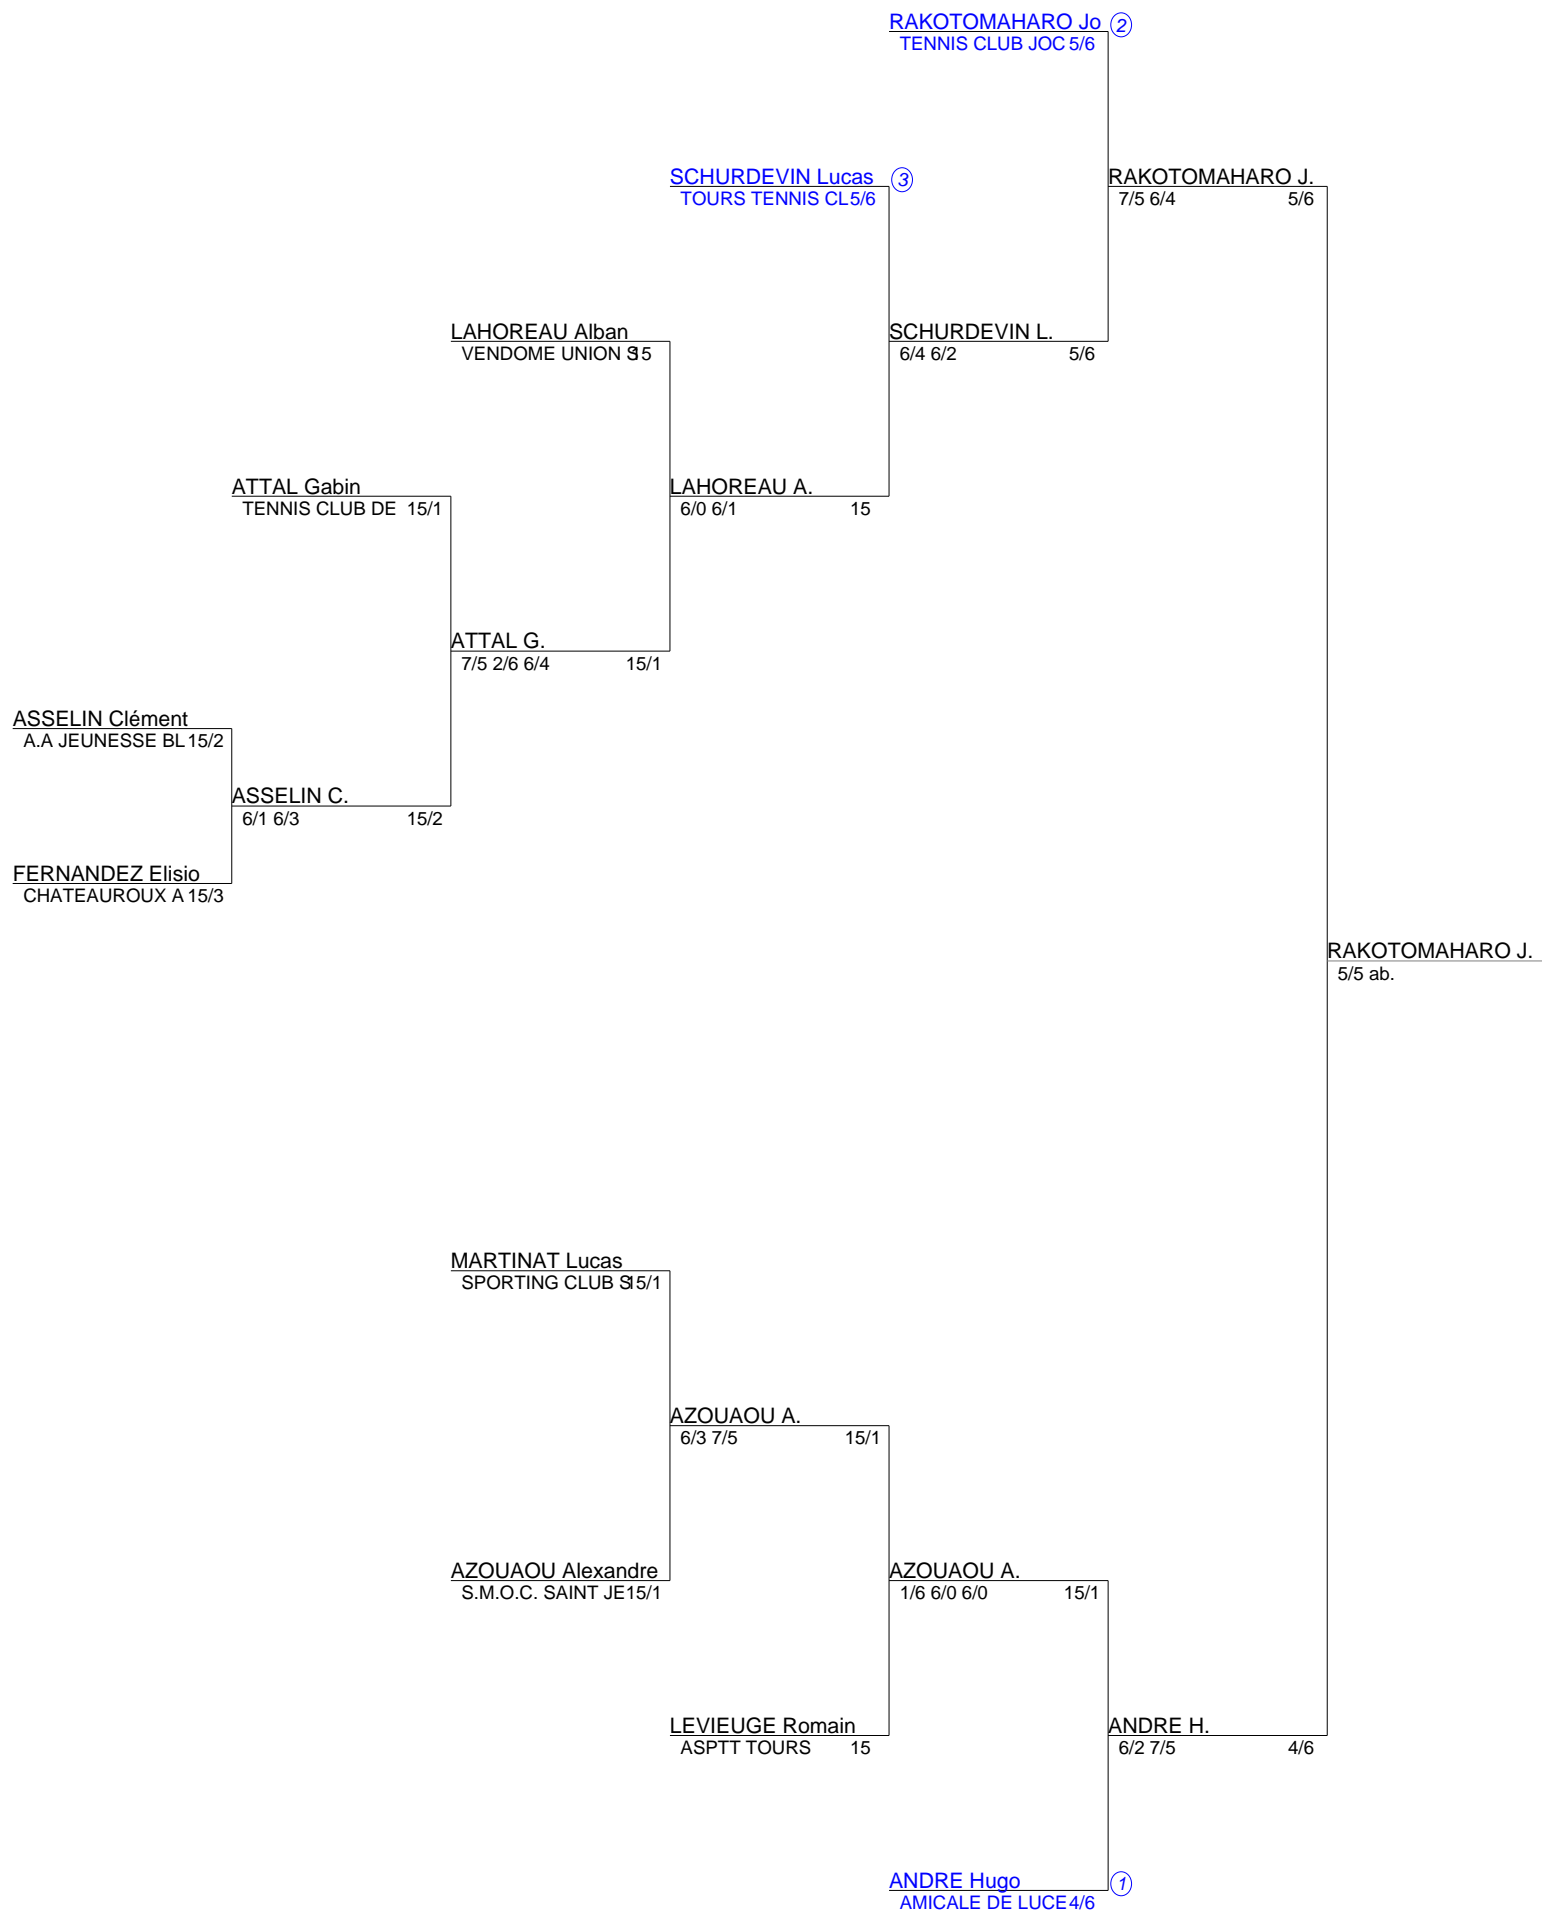 RAKOTOMAHARO Jo 2
TENNIS CLUB JOC 5/6
SCHURDEVIN Lucas 3
TOURS TENNIS CL 5/6
RAKOTOMAHARO J.
7/5 6/4 5/6
LAHOREAU Alban
VENDOME UNION S 15
SCHURDEVIN L.
6/4 6/2 5/6
ATTAL Gabin
TENNIS CLUB DE 15/1
LAHOREAU A.
6/0 6/1 15
ATTAL G.
7/5 2/6 6/4 15/1
ASSELIN Clément
A.A JEUNESSE BL 15/2
ASSELIN C.
6/1 6/3 15/2
FERNANDEZ Elisio
CHATEAUROUX A 15/3
RAKOTOMAHARO J.
5/5 ab.
MARTINAT Lucas
SPORTING CLUB S 15/1
AZOUAOU A.
6/3 7/5 15/1
AZOUAOU Alexandre
S.M.O.C. SAINT JE 15/1
AZOUAOU A.
1/6 6/0 6/0 15/1
LEVIEUGE Romain
ASPTT TOURS 15
ANDRE H.
6/2 7/5 4/6
ANDRE Hugo 1
AMICALE DE LUCE 4/6